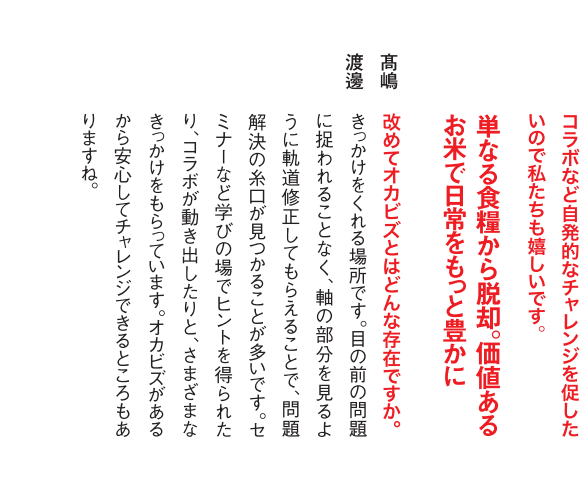 コラボなど自発的なチャレンジを促した
いので私たちも嬉しいです。
単なる食糧から脱却。価値ある
お米で日常をもっと豊かに
髙嶋 改めてオカビズとはどんな存在ですか。
渡邊 きっかけをくれる場所です。目の前の問題
に捉われることなく、軸の部分を見るよ
うに軌道修正してもらえることで、問題
解決の糸口が見つかることが多いです。セ
ミナーなど学びの場でヒントを得られた
り、コラボが動き出したりと、さまざまな
きっかけをもらっています。オカビズがある
から安心してチャレンジできるところもあ
りますね。